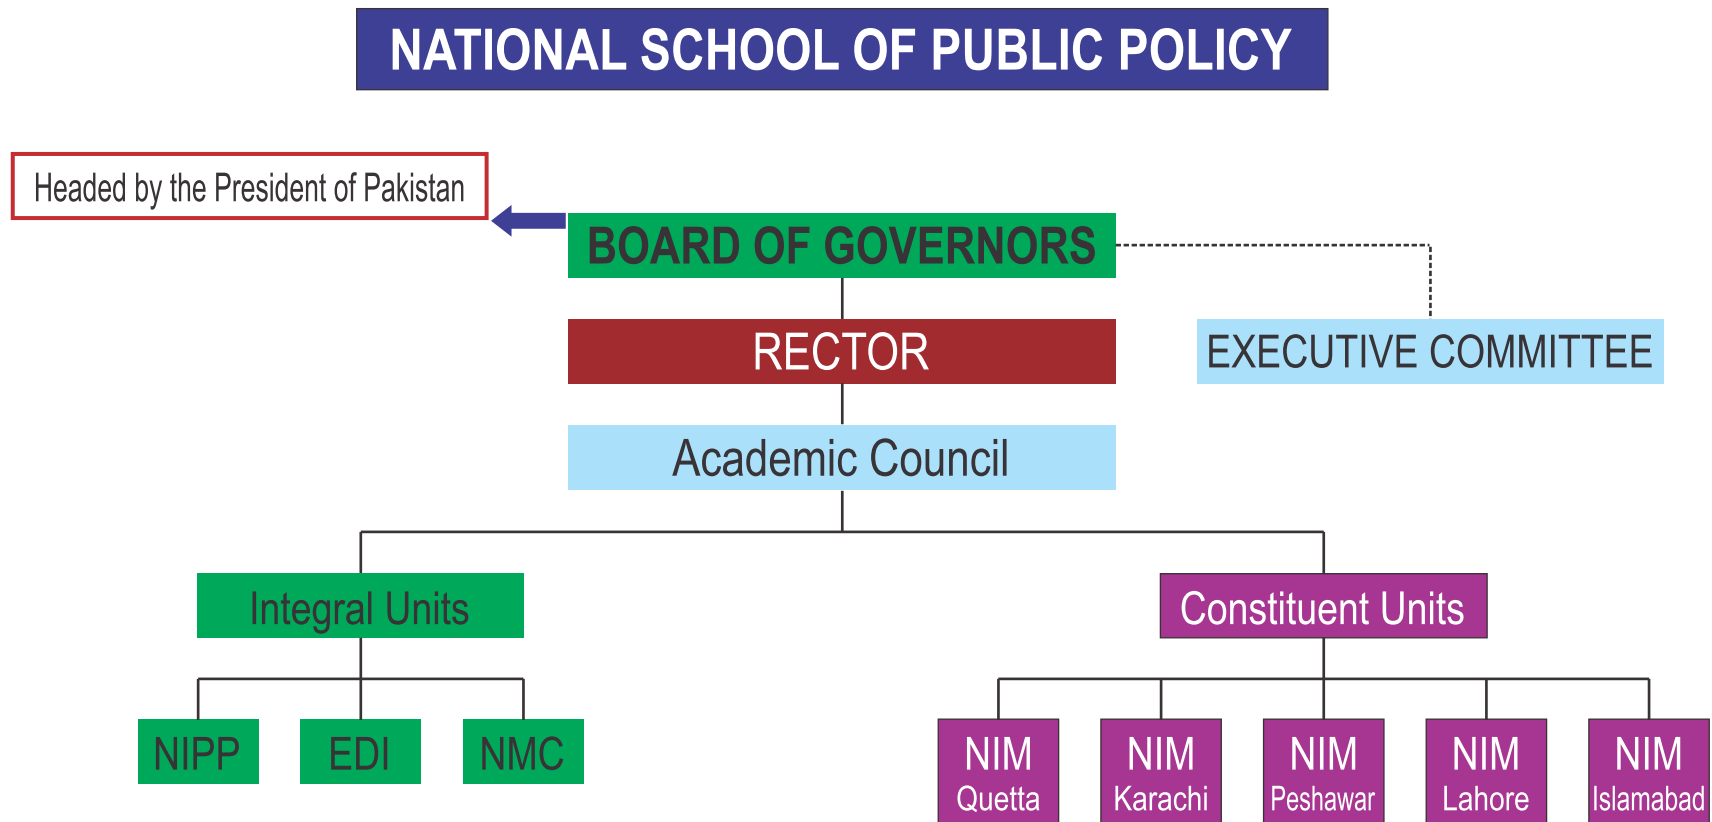 NATIONAL SCHOOL OF PUBLIC POLICY
Headed by the President of Pakistan
BOARD OF GOVERNORS
RECTOR
EXECUTIVE COMMITTEE
Academic Council
Integral Units
Constituent Units
NIPP
EDI
NMC
NIM
Quetta
NIM
Karachi
NIM
Peshawar
NIM
Lahore
NIM
Islamabad